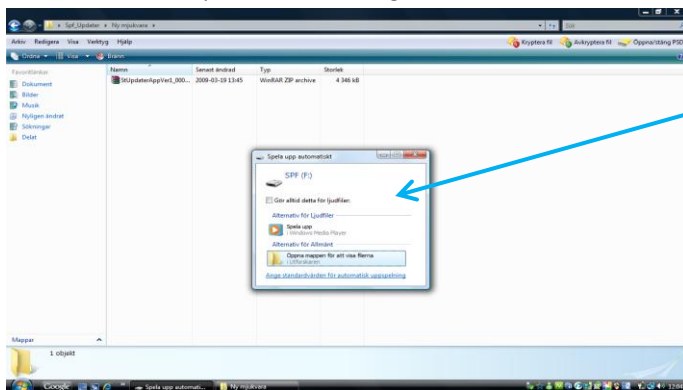 Spf_Updater ▸ Ny mjukvara ▸
Sök
Arkiv Redigera Visa Verktyg Hjälp
Kryptera fil Avkryptera fil Öppna/stäng PSD
Ordna Visa Bränn
Favoritlänkar
Dokument
Bilder
Musik
Nyligen ändrat
Sökningar
Delat
Mappar
Namn Senast ändrad Typ Storlek
2009-03-19 13:45 WinRAR ZIP archive 4 346 kB
Spela upp automatiskt
SPF (F:)
Gör alltid detta för ljudfiler:
Alternativ för Ljudfiler
Spela upp
i Windows Media Player
Alternativ för Allmänt
Öppna mappen för att visa filerna
i Utforskaren
Ange standardvärden för automatisk uppspelning
1 objekt
Google
Spela upp automati...
Ny mjukvara
12:04